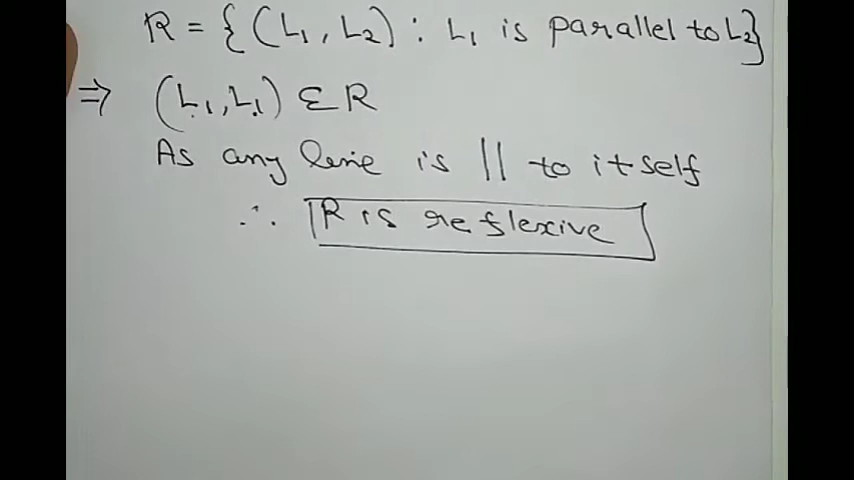 R = {(L₁, L₂) : L₁ is parallel to L₂}
⇒ (L₁, L₁) ∈ R
As any line is || to itself
∴ R is reflexive